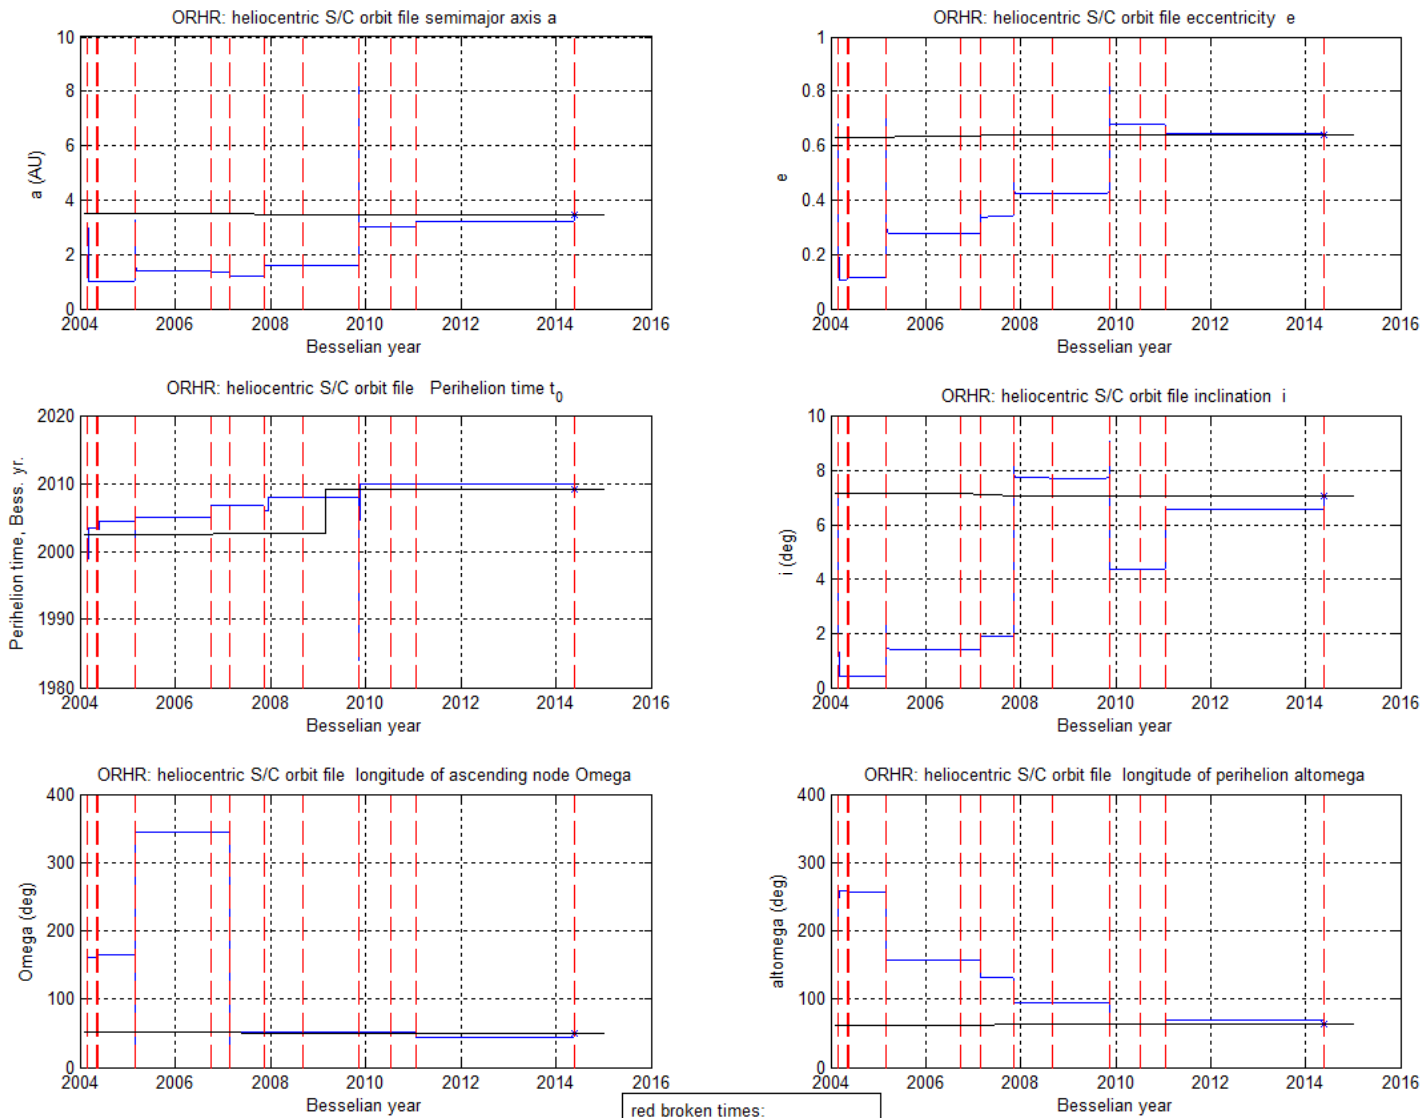 ORHR: heliocentric S/C orbit file semimajor axis a
10
8
6
4
2
0
a (AU)
2004 2006 2008 2010 2012 2014 2016
Besselian year
ORHR: heliocentric S/C orbit file eccentricity e
1
0.8
0.6
0.4
0.2
0
e
2004 2006 2008 2010 2012 2014 2016
Besselian year
ORHR: heliocentric S/C orbit file Perihelion time t0
2020
2010
2000
1990
1980
Perihelion time, Bess. yr.
2004 2006 2008 2010 2012 2014 2016
Besselian year
ORHR: heliocentric S/C orbit file inclination i
10
8
6
4
2
0
i (deg)
2004 2006 2008 2010 2012 2014 2016
Besselian year
ORHR: heliocentric S/C orbit file longitude of ascending node Omega
400
300
200
100
0
Omega (deg)
2004 2006 2008 2010 2012 2014 2016
Besselian year
ORHR: heliocentric S/C orbit file longitude of perihelion altomega
400
300
200
100
0
altomega (deg)
2004 2006 2008 2010 2012 2014 2016
Besselian year
red broken times: